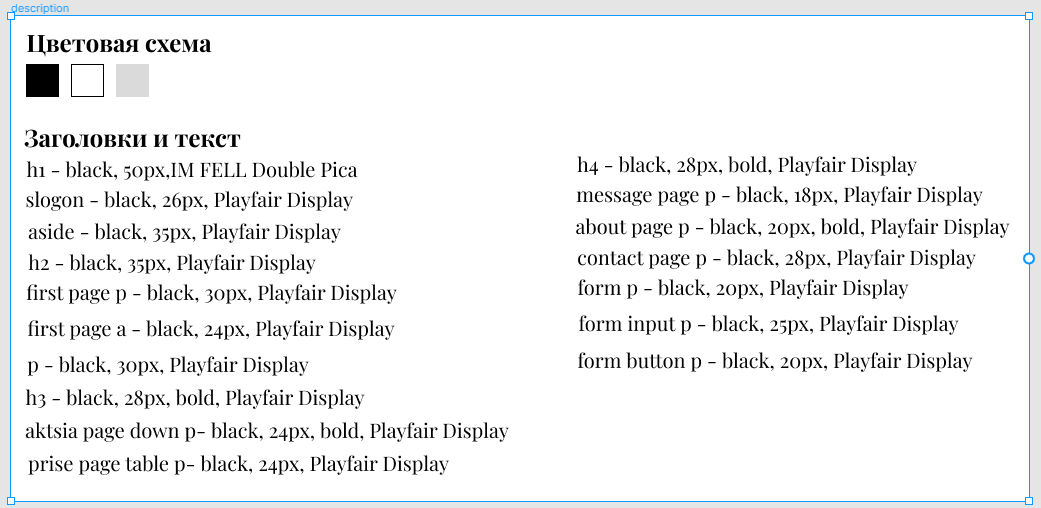 description
Цветовая схема
Заголовки и текст
h1 - black, 50px,IM FELL Double Pica
slogon - black, 26px, Playfair Display
aside - black, 35px, Playfair Display
h2 - black, 35px, Playfair Display
first page p - black, 30px, Playfair Display
first page a - black, 24px, Playfair Display
p - black, 30px, Playfair Display
h3 - black, 28px, bold, Playfair Display
aktsia page down p- black, 24px, bold, Playfair Display
prise page table p- black, 24px, Playfair Display
h4 - black, 28px, bold, Playfair Display
message page p - black, 18px, Playfair Display
about page p - black, 20px, bold, Playfair Display
contact page p - black, 28px, Playfair Display
form p - black, 20px, Playfair Display
form input p - black, 25px, Playfair Display
form button p - black, 20px, Playfair Display